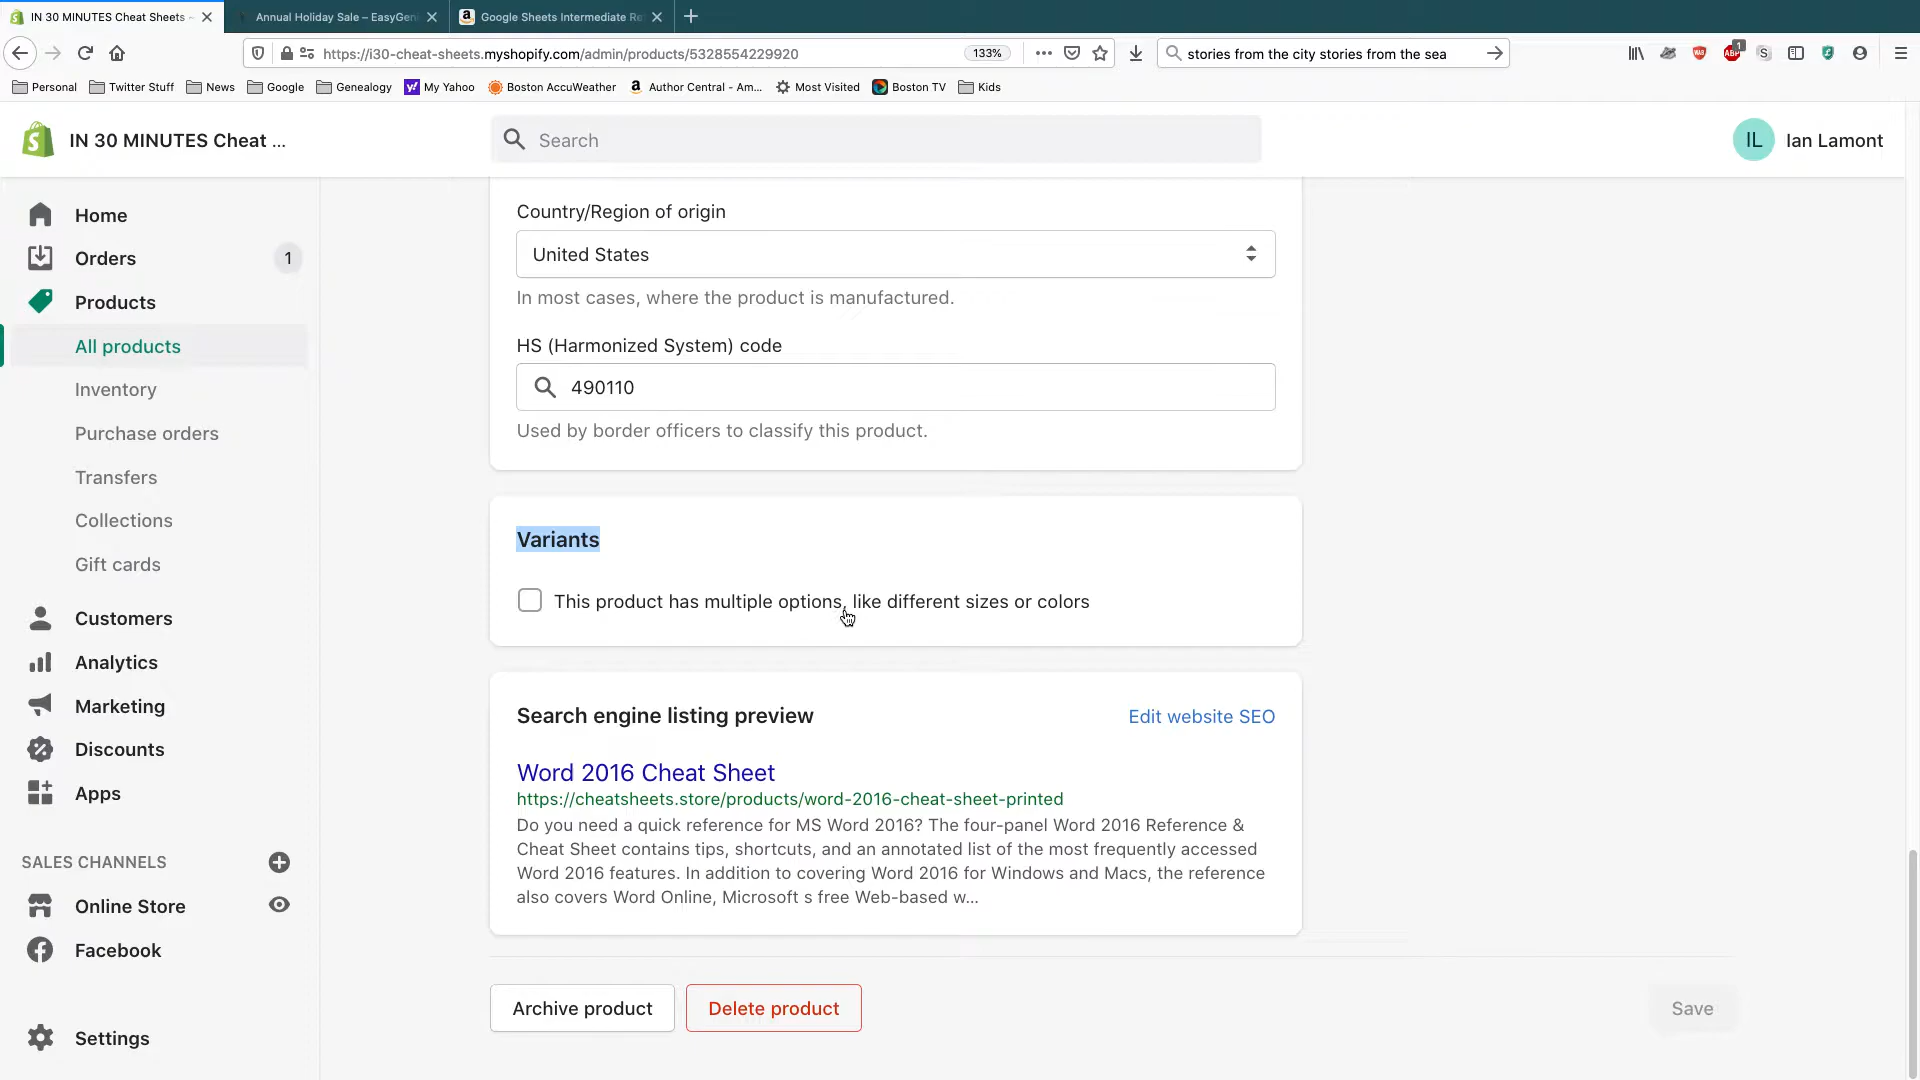 IN 30 MINUTES Cheat Sheets ~
Annual Holiday Sale – EasyGen
Google Sheets Intermediate Re
https://i30-cheat-sheets.myshopify.com/admin/products/5328554229920
133%
stories from the city stories from the sea
1
ABP
S
Personal
Twitter Stuff
News
Google
Genealogy
My Yahoo
Boston AccuWeather
Author Central - Am...
Most Visited
Boston TV
Kids
IN 30 MINUTES Cheat ...
Search
IL
Ian Lamont
Home
Orders
1
Products
All products
Inventory
Purchase orders
Transfers
Collections
Gift cards
Customers
Analytics
Marketing
Discounts
Apps
SALES CHANNELS
Online Store
Facebook
Settings
Country/Region of origin
United States
In most cases, where the product is manufactured.
HS (Harmonized System) code
490110
Used by border officers to classify this product.
Variants
This product has multiple options, like different sizes or colors
Search engine listing preview
Edit website SEO
Word 2016 Cheat Sheet
https://cheatsheets.store/products/word-2016-cheat-sheet-printed
Do you need a quick reference for MS Word 2016? The four-panel Word 2016 Reference &
Cheat Sheet contains tips, shortcuts, and an annotated list of the most frequently accessed
Word 2016 features. In addition to covering Word 2016 for Windows and Macs, the reference
also covers Word Online, Microsoft s free Web-based w...
Archive product
Delete product
Save